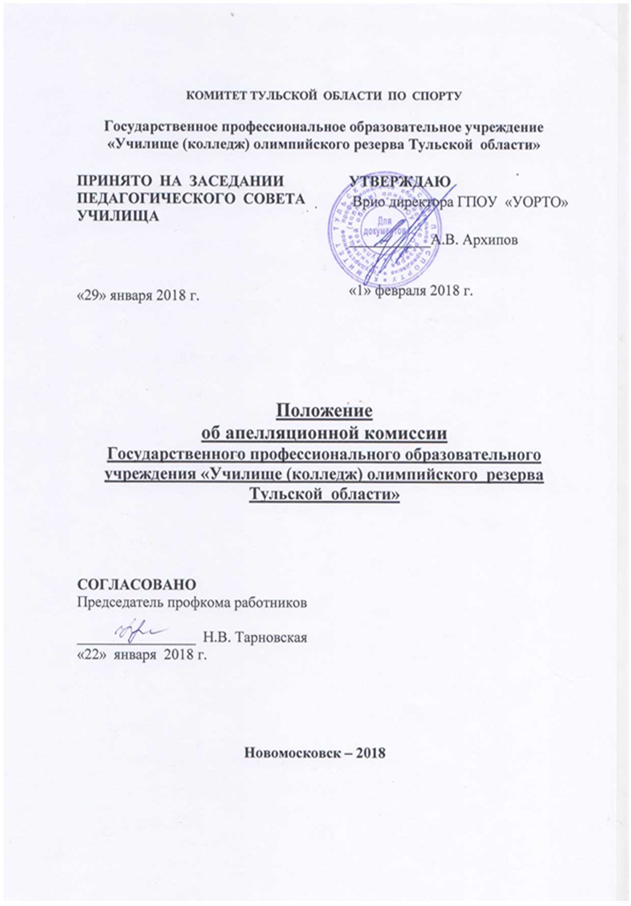 КОМИТЕТ ТУЛЬСКОЙ ОБЛАСТИ ПО СПОРТУ
Государственное профессиональное образовательное учреждение
«Училище (колледж) олимпийского резерва Тульской области»
ПРИНЯТО НА ЗАСЕДАНИИ
ПЕДАГОГИЧЕСКОГО СОВЕТА
УЧИЛИЩА
«29» января 2018 г.
УТВЕРЖДАЮ
Врио директора ГПОУ «УОРТО»
Для
документов
А.В. Архипов
«1» февраля 2018 г.
Положение
об апелляционной комиссии
Государственного профессионального образовательного
учреждения «Училище (колледж) олимпийского резерва
Тульской области»
СОГЛАСОВАНО
Председатель профкома работников
Н.В. Тарновская
«22» января 2018 г.
Новомосковск – 2018